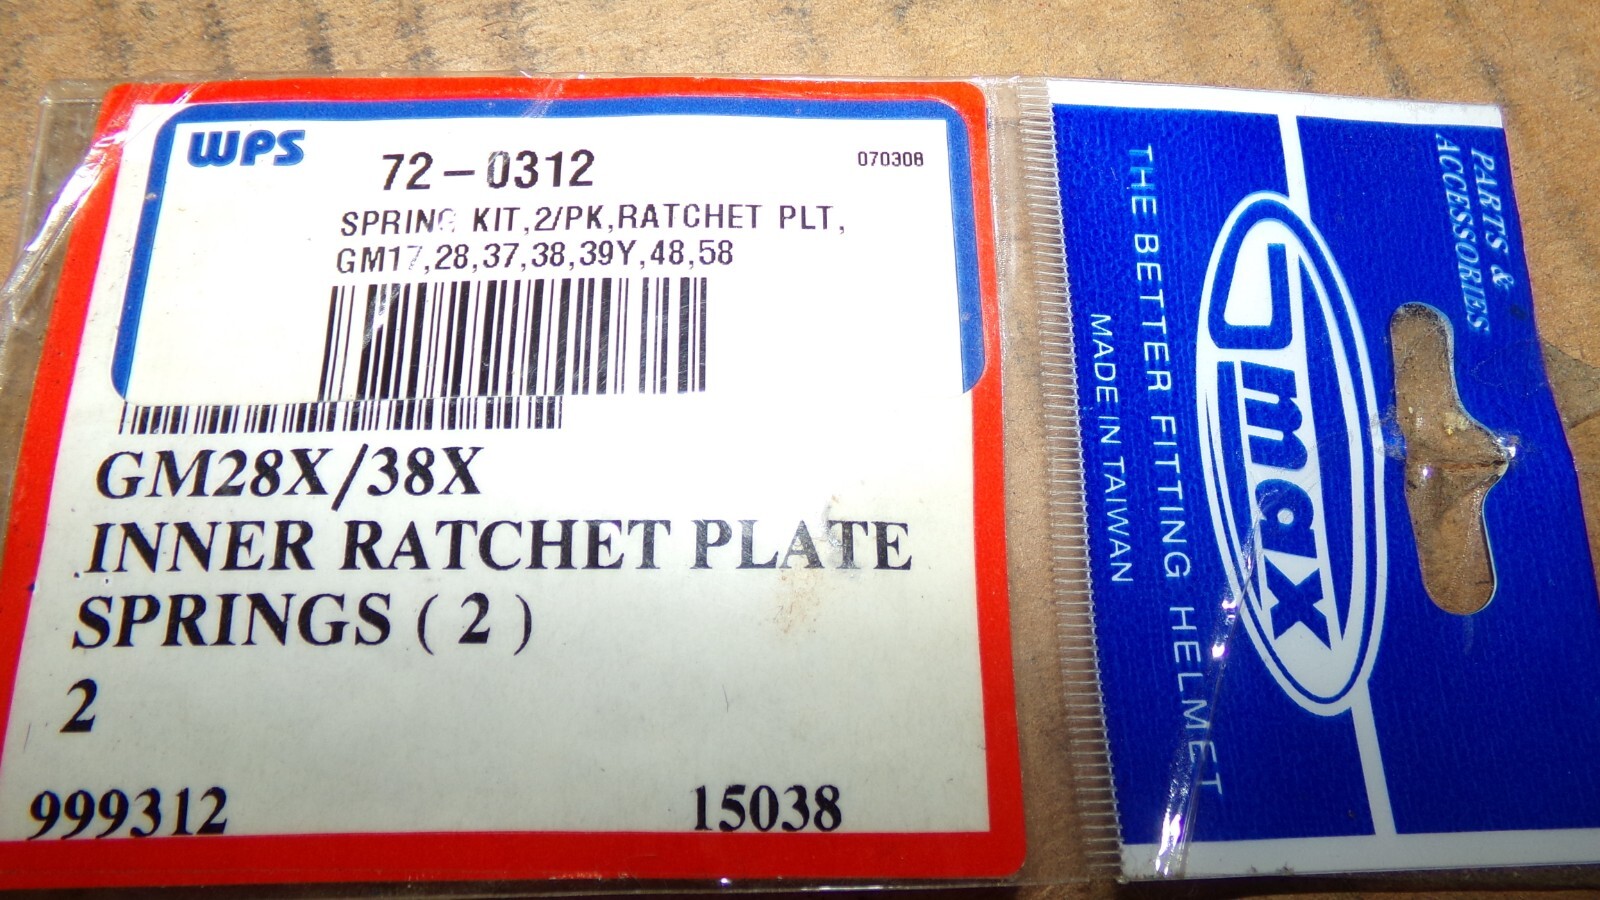 WPS
72-0312
070308
SPRING KIT,2/PK,RATCHET PLT,
GM17,28,37,38,39Y,48,58
GM28X/38X
INNER RATCHET PLATE
SPRINGS ( 2 )
2
999312
15038
PARTS &
ACCESSORIES
Gmax
THE BETTER FITTING HELMET
MADE IN TAIWAN